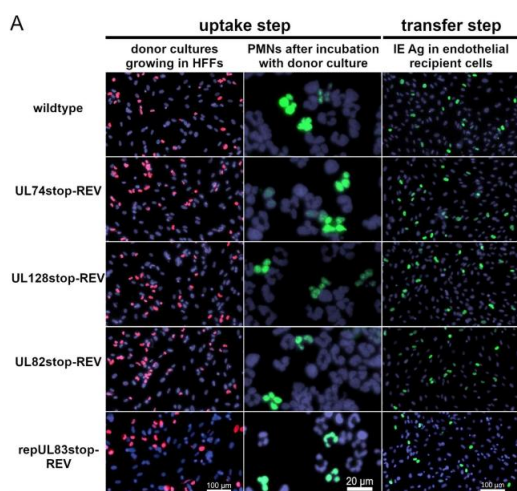 A
uptake step
transfer step
donor cultures
growing in HFFs
PMNs after incubation
with donor culture
IE Ag in endothelial
recipient cells
wildtype
UL74stop-REV
UL128stop-REV
UL82stop-REV
repUL83stop-
REV
100 µm
20 µm
100 µm